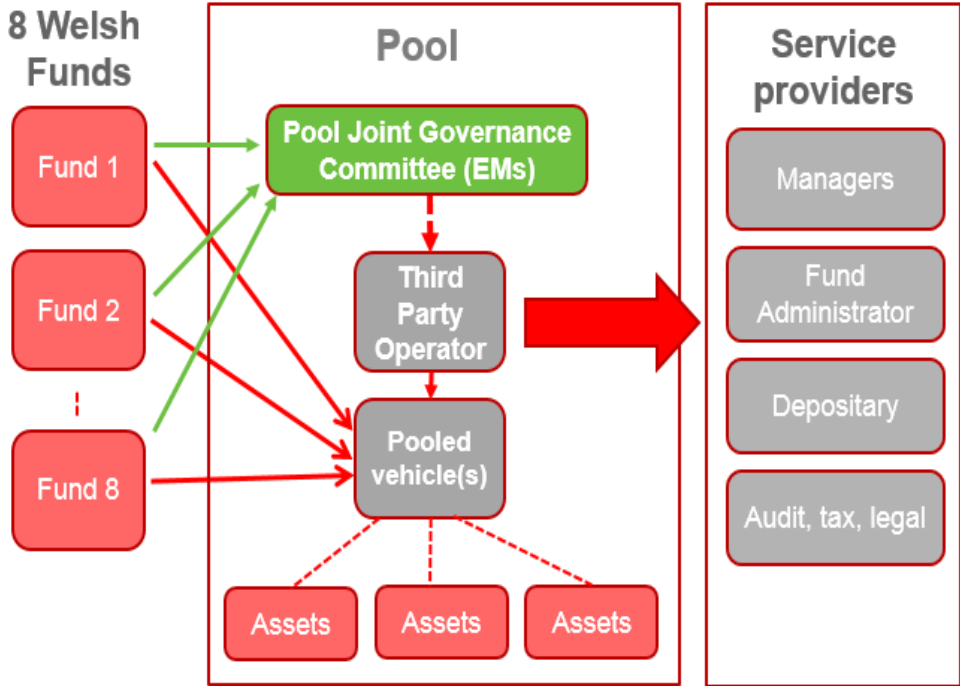 8 Welsh
Funds
Fund 1
Fund 2
Fund 8
Pool
Pool Joint Governance
Committee (EMs)
Third
Party
Operator
Pooled
vehicle(s)
Assets
Assets
Assets
Service
providers
Managers
Fund
Administrator
Depositary
Audit, tax, legal